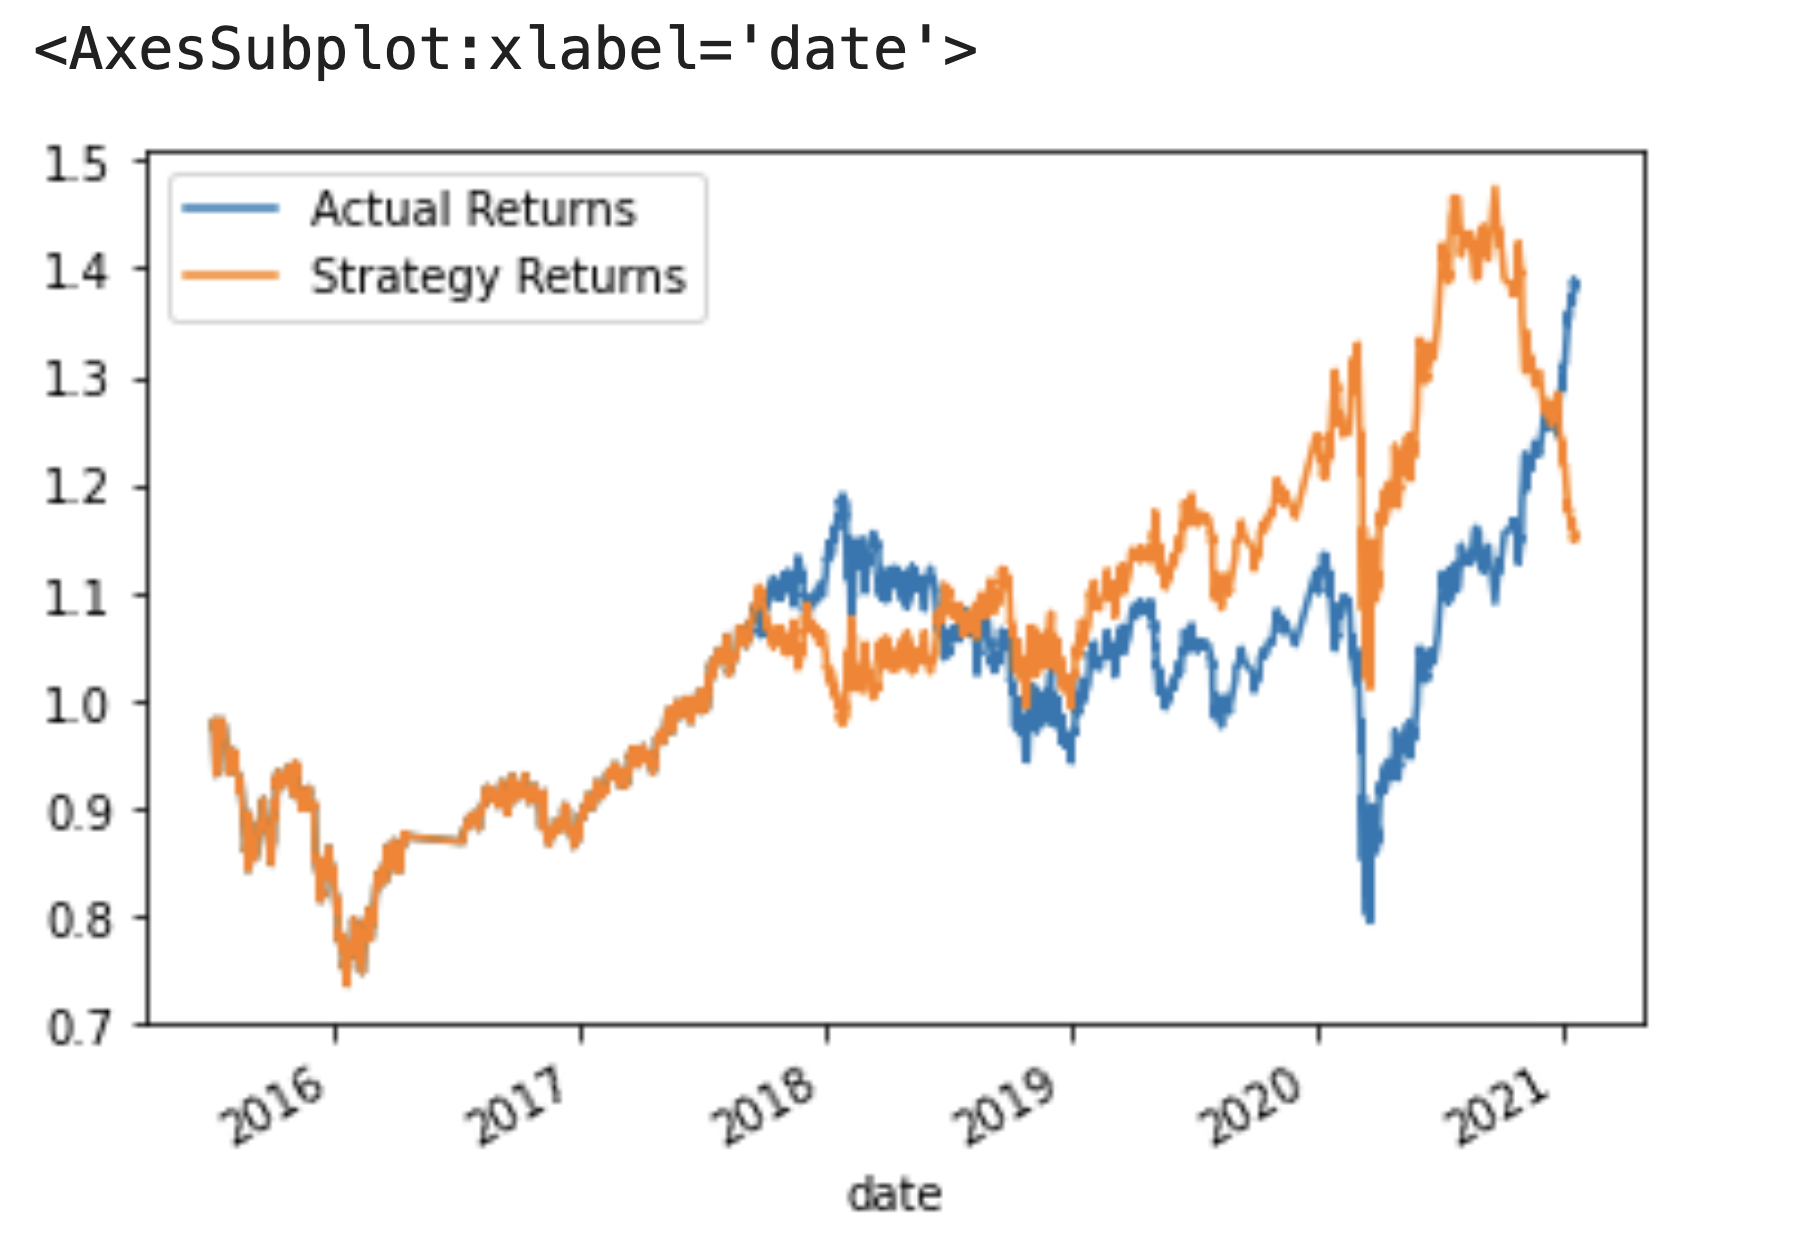 <AxesSubplot:xlabel='date'>
1.5
1.4
1.3
1.2
1.1
1.0
0.9
0.8
0.7
Actual Returns
Strategy Returns
2016 2017 2018 2019 2020 2021
date